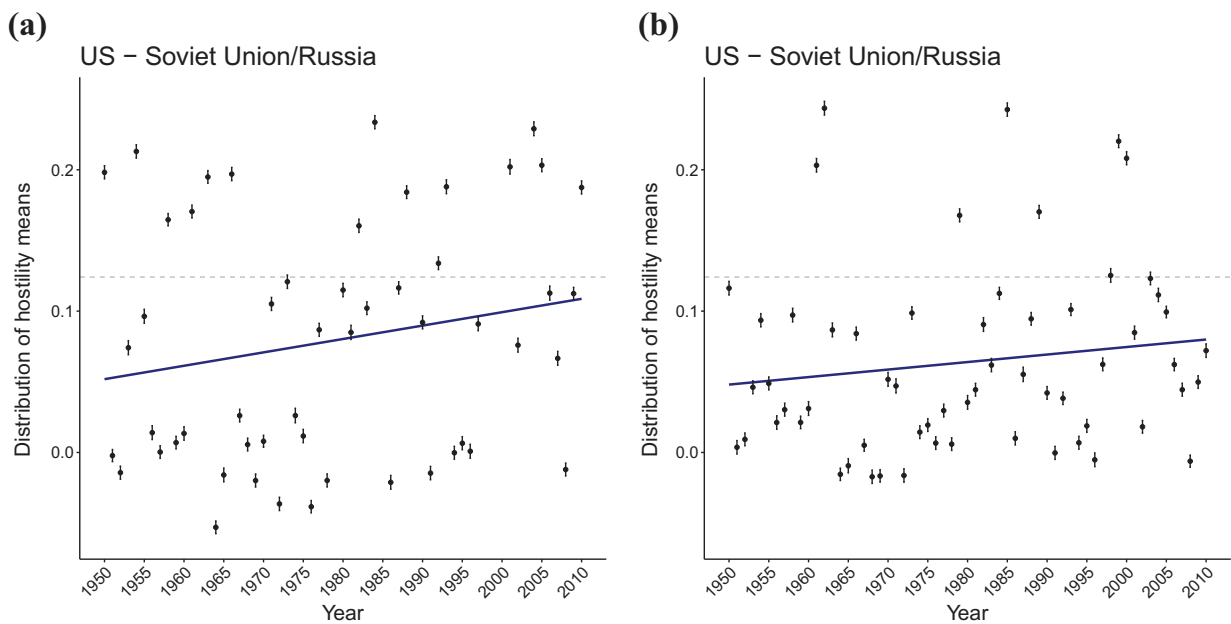 (a)
US − Soviet Union/Russia
Distribution of hostility means
0.2
0.1
0.0
1950 1955 1960 1965 1970 1975 1980 1985 1990 1995 2000 2005 2010
Year
(b)
US − Soviet Union/Russia
Distribution of hostility means
0.2
0.1
0.0
1950 1955 1960 1965 1970 1975 1980 1985 1990 1995 2000 2005 2010
Year